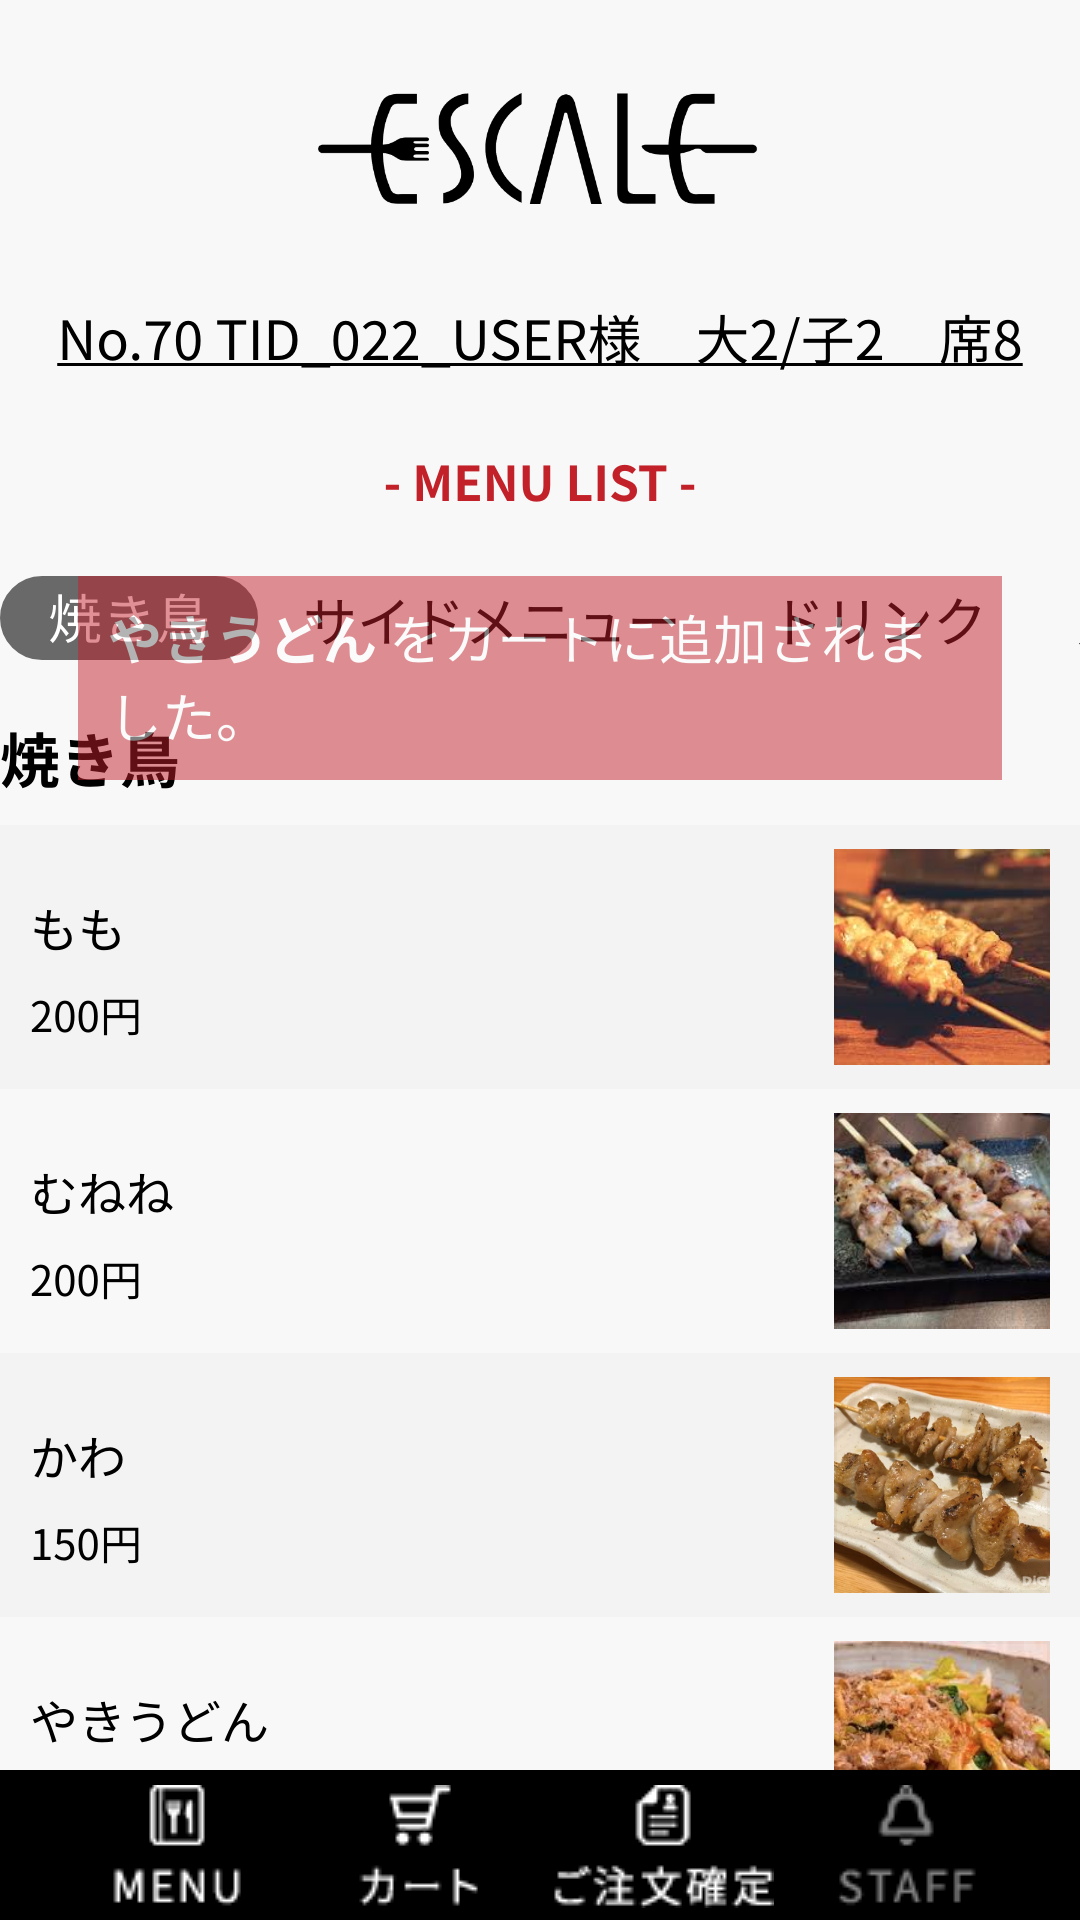 ESCALE
No.70 TID_022_USER様　大2/子2　席8
- MENU LIST -
焼き鳥
サイドメニュー
ドリンク
やきうどん をカートに追加されま
した。
焼き鳥
もも
200円
むねね
200円
かわ
150円
やきうどん
MENU
カート
ご注文確定
STAFF